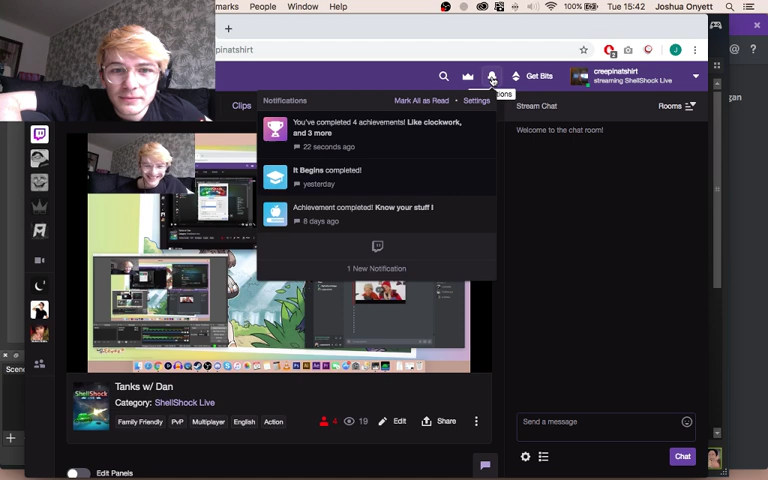 marks People Window Help 100% Tue 15:42 Joshua Onyett
pinatshirt
Get Bits
creepinatshirt
streaming ShellShock Live
Clips
Notifications Mark All as Read • Settings
Stream Chat Rooms
You've completed 4 achievements! Like clockwork,
and 3 more
22 seconds ago
Welcome to the chat room!
It Begins completed!
yesterday
Achievement completed! Know your stuff I
8 days ago
1 New Notification
Scene
Tanks w/ Dan
Category: ShellShock Live
Family Friendly PvP Multiplayer English Action
4 19 Edit Share
Send a message
Chat
Edit Panels